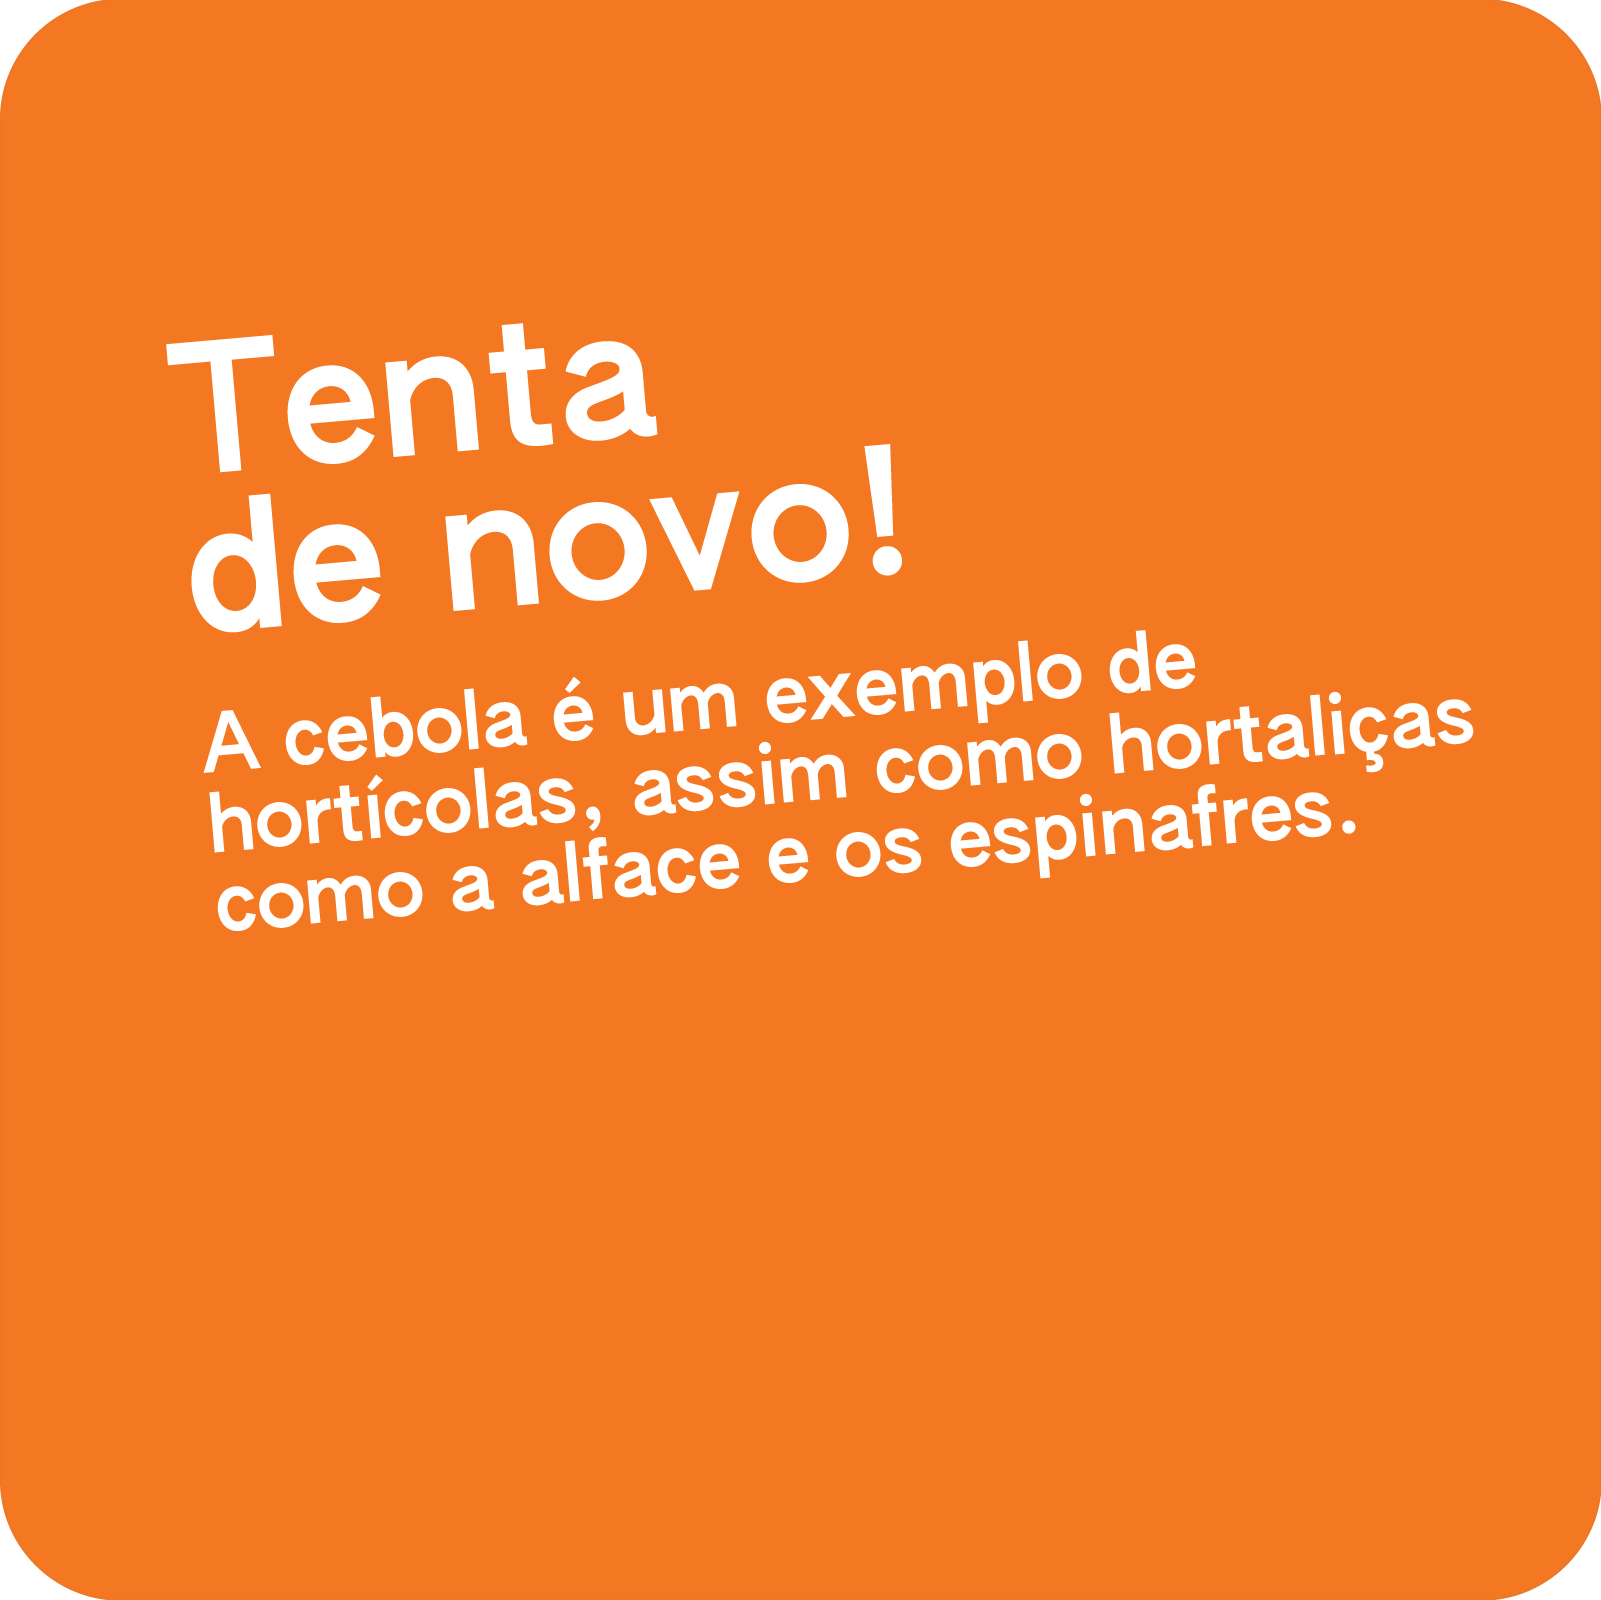 Tenta
de novo!
A cebola é um exemplo de
hortícolas, assim como hortaliças
como a alface e os espinafres.